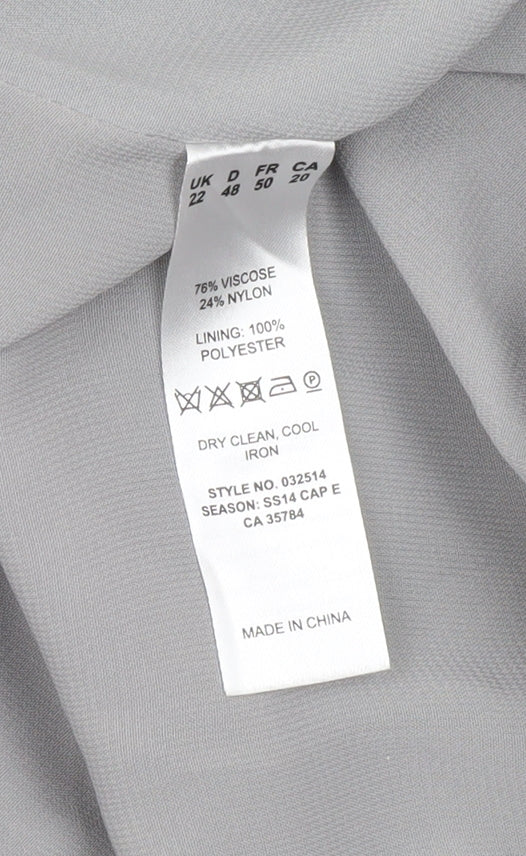 UK D FR CA
22 48 50 20
76% VISCOSE
24% NYLON
LINING: 100%
POLYESTER
P
DRY CLEAN, COOL
IRON
STYLE NO. 032514
SEASON: SS14 CAP E
CA 35784
MADE IN CHINA